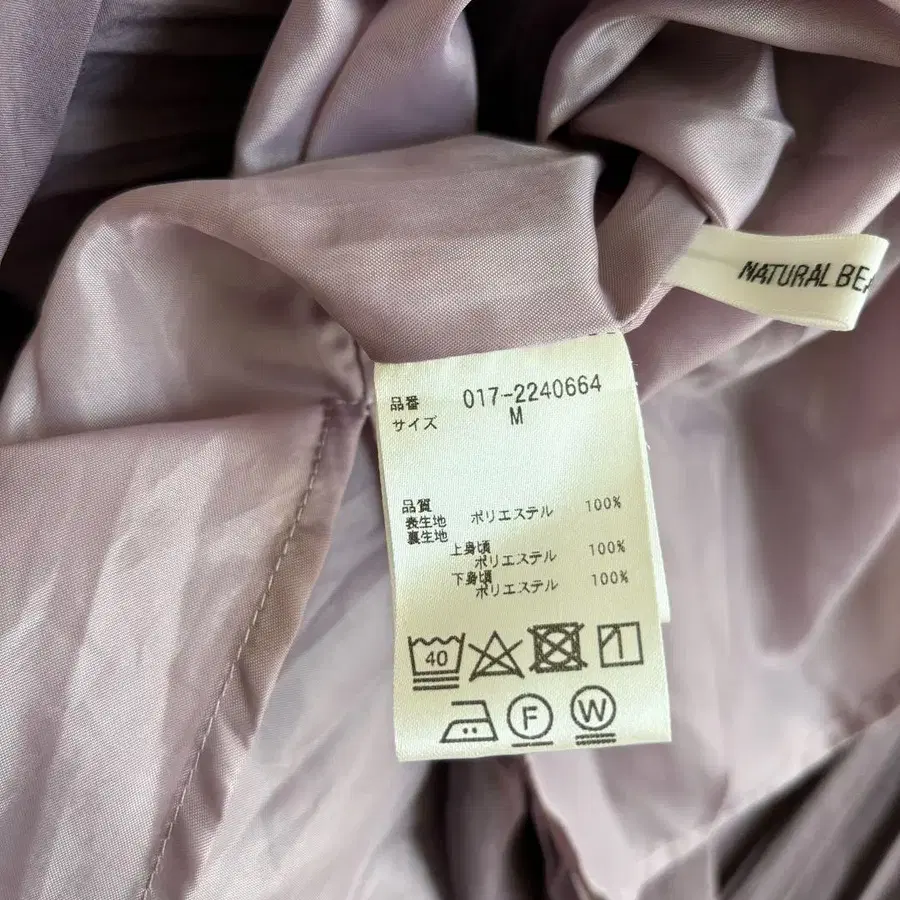 NATURAL BEA
品番 017-2240664
サイズ M
品質
表生地 ポリエステル 100%
裏生地
上身頃
ポリエステル 100%
下身頃
ポリエステル 100%
40
F W